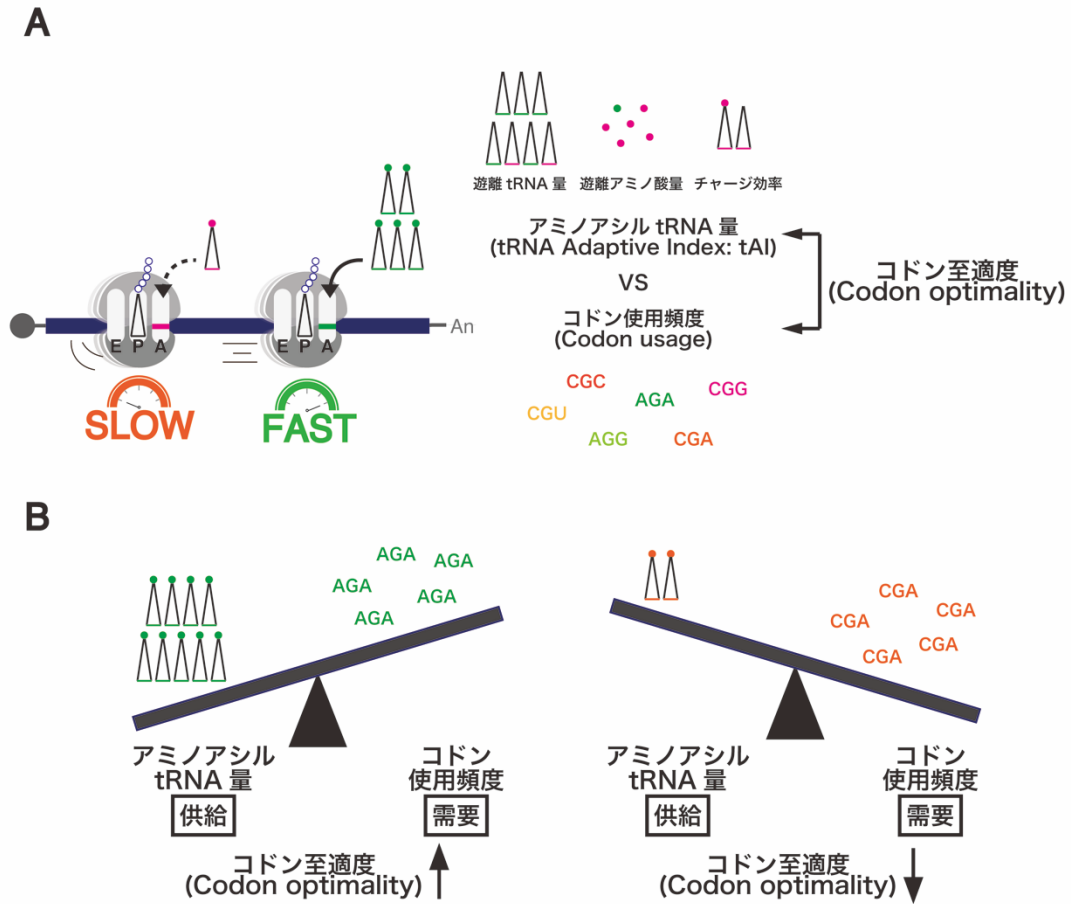 A
遊離 tRNA 量
遊離アミノ酸量
チャージ効率
アミノアシル tRNA 量
(tRNA Adaptive Index: tAI)
VS
コドン使用頻度
(Codon usage)
コドン至適度
(Codon optimality)
E P A
E P A
An
SLOW
FAST
CGC
AGA
CGG
CGU
AGG
CGA
B
AGA
AGA
AGA
AGA
AGA
アミノアシル
tRNA 量
供給
コドン
使用頻度
需要
コドン至適度
(Codon optimality)
CGA
CGA
CGA
CGA
CGA
アミノアシル
tRNA 量
供給
コドン
使用頻度
需要
コドン至適度
(Codon optimality)